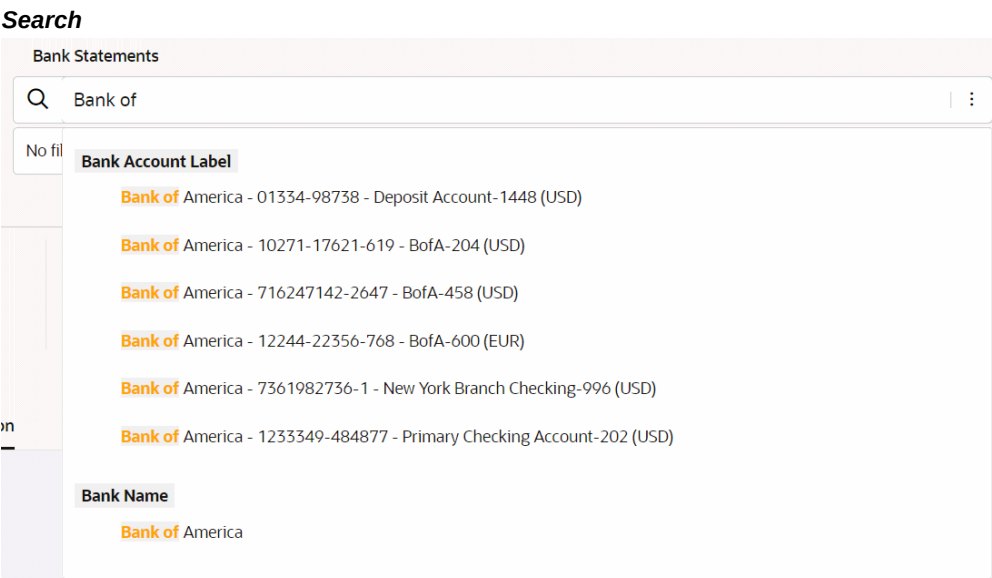 Search
Bank Statements
Bank of
No fil
Bank Account Label
Bank of America - 01334-98738 - Deposit Account-1448 (USD)
Bank of America - 10271-17621-619 - BofA-204 (USD)
Bank of America - 716247142-2647 - BofA-458 (USD)
Bank of America - 12244-22356-768 - BofA-600 (EUR)
Bank of America - 7361982736-1 - New York Branch Checking-996 (USD)
on
Bank of America - 1233349-484877 - Primary Checking Account-202 (USD)
Bank Name
Bank of America